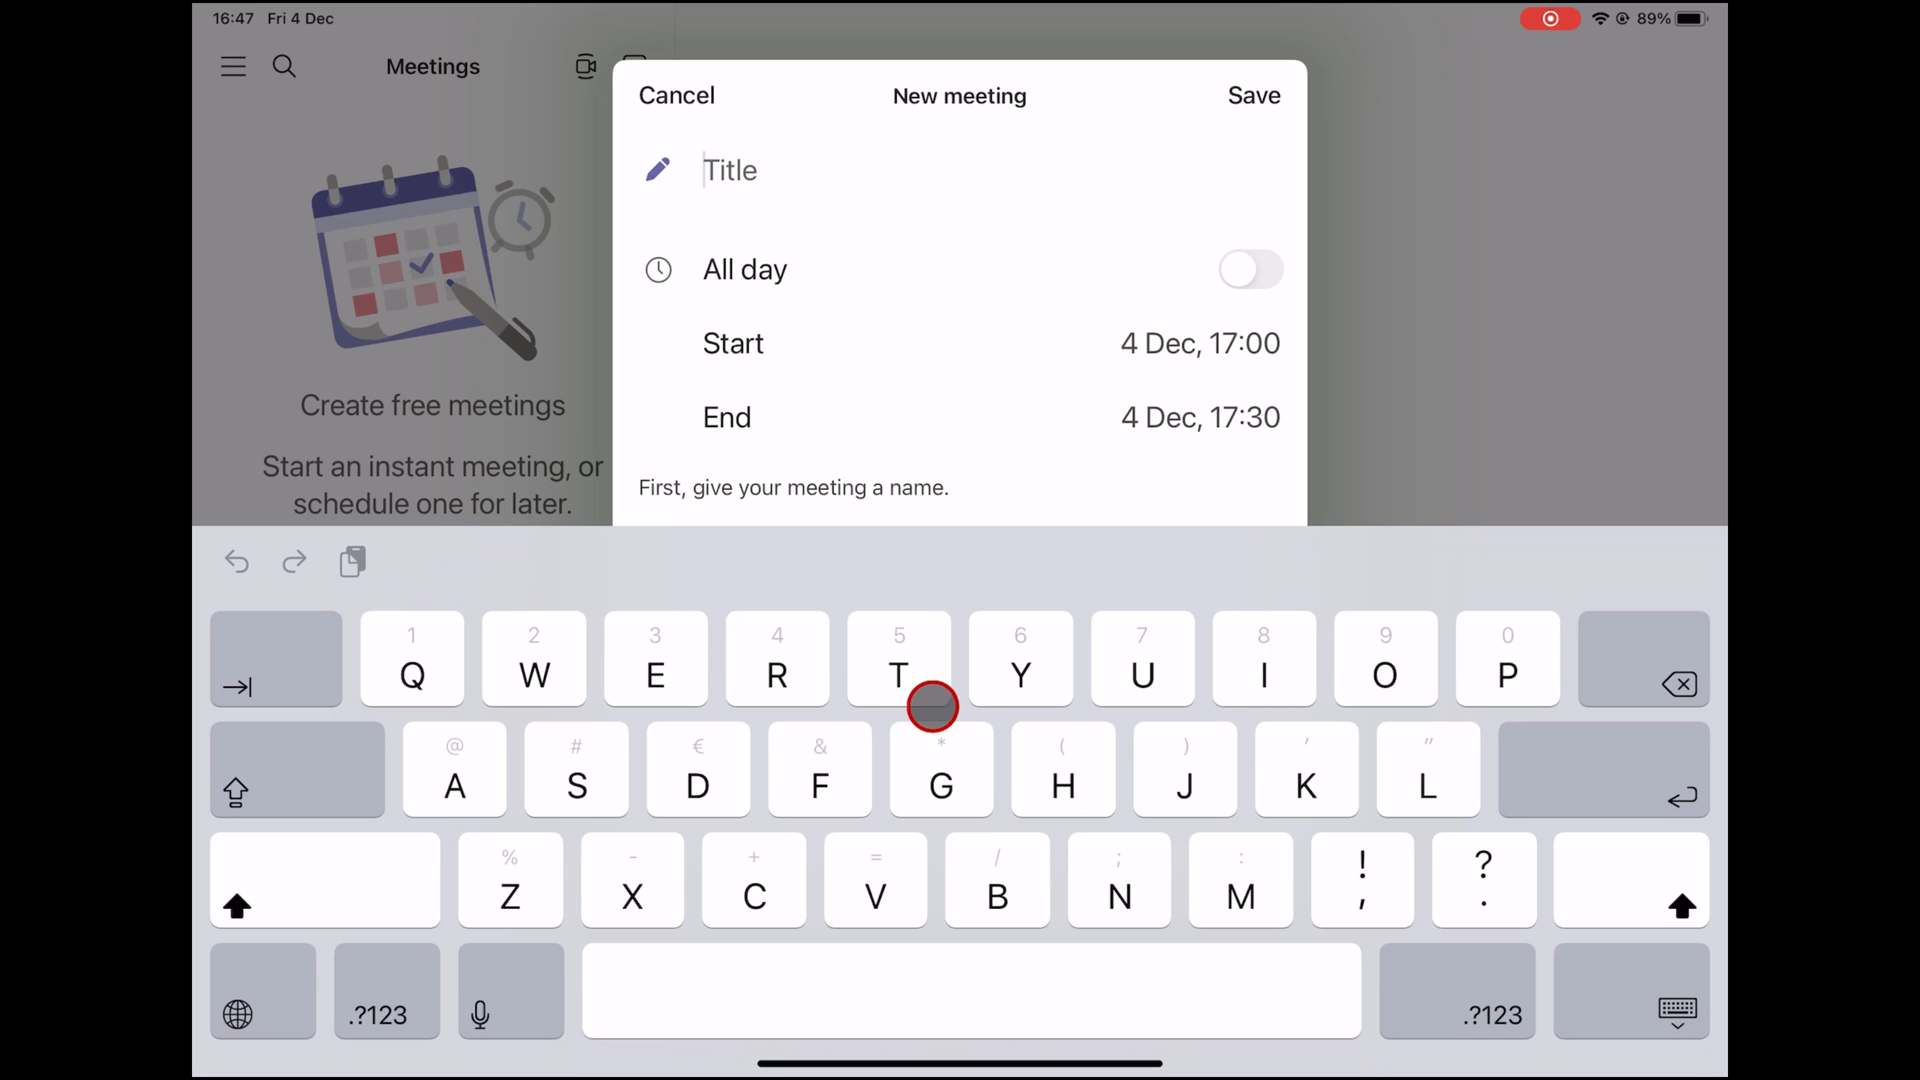 16:47 Fri 4 Dec
89%
Meetings
Create free meetings
Start an instant meeting, or
schedule one for later.
Cancel New meeting Save
Title
All day
Start 4 Dec, 17:00
End 4 Dec, 17:30
First, give your meeting a name.
1 2 3 4 5 6 7 8 9 0
Q W E R T Y U I O P
@ # € & * ( ) ' "
A S D F G H J K L
% - + = / ; : ! ?
Z X C V B N M , .
.?123 .?123